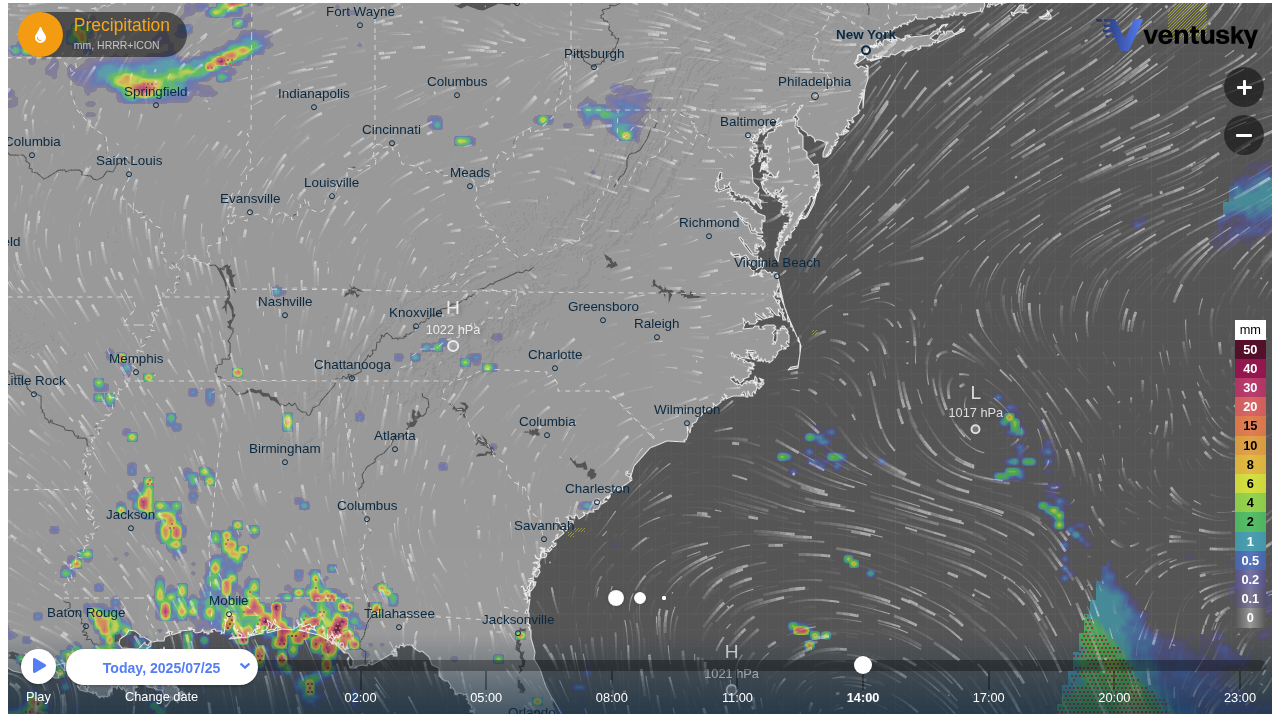 Precipitation
mm, HRRR+ICON
Fort Wayne
New York
ventusky
Pittsburgh
Columbus
Philadelphia
Springfield
Indianapolis
Baltimore
Cincinnati
Columbia
Saint Louis
Meads
Louisville
Evansville
Richmond
eld
Virginia Beach
Nashville
Knoxville
H
1022 hPa
Greensboro
Raleigh
mm
50
Memphis
Chattanooga
Charlotte
40
Little Rock
30
L
1017 hPa
20
Wilmington
15
Columbia
Atlanta
10
Birmingham
8
6
Charleston
4
Columbus
Jackson
2
Savannah
1
0.5
0.2
Mobile
0.1
Baton Rouge
Tallahassee
Jacksonville
0
H
1021 hPa
Today, 2025/07/25
Play
Change date
02:00
05:00
08:00
11:00
14:00
17:00
20:00
23:00
Orlando